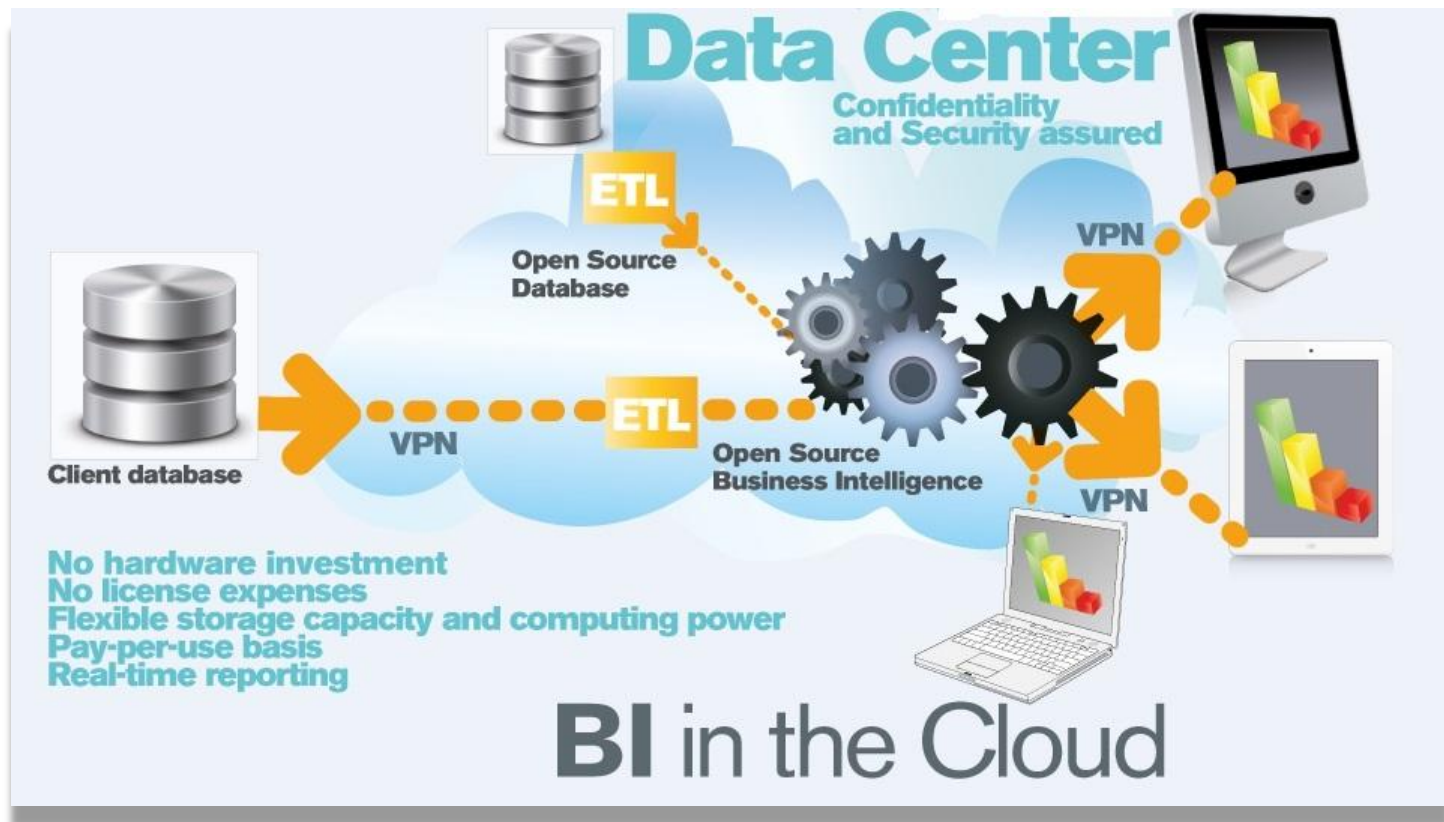 Data Center
Confidentiality
and Security assured
ETL
VPN
Open Source
Database
ETL
VPN
Open Source
Business Intelligence
Client database
VPN
No hardware investment
No license expenses
Flexible storage capacity and computing power
Pay-per-use basis
Real-time reporting
BI in the Cloud